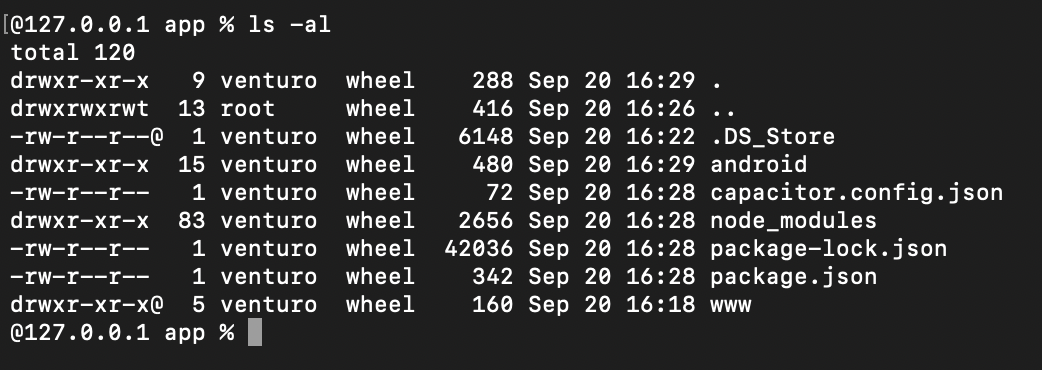 [@127.0.0.1 app % ls -al
total 120
drwxr-xr-x   9 venturo  wheel    288 Sep 20 16:29 .
drwxrwxrwt  13 root     wheel    416 Sep 20 16:26 ..
-rw-r--r--@  1 venturo  wheel   6148 Sep 20 16:22 .DS_Store
drwxr-xr-x  15 venturo  wheel    480 Sep 20 16:29 android
-rw-r--r--   1 venturo  wheel     72 Sep 20 16:28 capacitor.config.json
drwxr-xr-x  83 venturo  wheel   2656 Sep 20 16:28 node_modules
-rw-r--r--   1 venturo  wheel  42036 Sep 20 16:28 package-lock.json
-rw-r--r--   1 venturo  wheel    342 Sep 20 16:28 package.json
drwxr-xr-x@  5 venturo  wheel    160 Sep 20 16:18 www
@127.0.0.1 app %